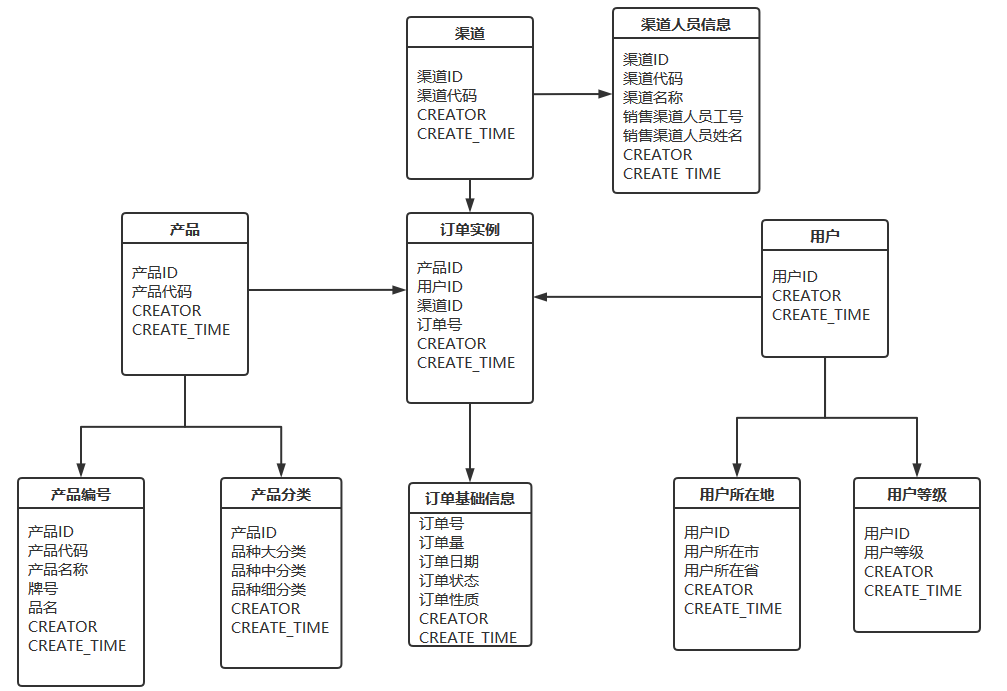 渠道
渠道ID
渠道代码
CREATOR
CREATE_TIME
渠道人员信息
渠道ID
渠道代码
渠道名称
销售渠道人员工号
销售渠道人员姓名
CREATOR
CREATE_TIME
产品
产品ID
产品代码
CREATOR
CREATE_TIME
订单实例
产品ID
用户ID
渠道ID
订单号
CREATOR
CREATE_TIME
用户
用户ID
CREATOR
CREATE_TIME
产品编号
产品ID
产品代码
产品名称
牌号
品名
CREATOR
CREATE_TIME
产品分类
产品ID
品种大分类
品种中分类
品种细分类
CREATOR
CREATE_TIME
订单基础信息
订单号
订单量
订单日期
订单状态
订单性质
CREATOR
CREATE_TIME
用户所在地
用户ID
用户所在市
用户所在省
CREATOR
CREATE_TIME
用户等级
用户ID
用户等级
CREATOR
CREATE_TIME